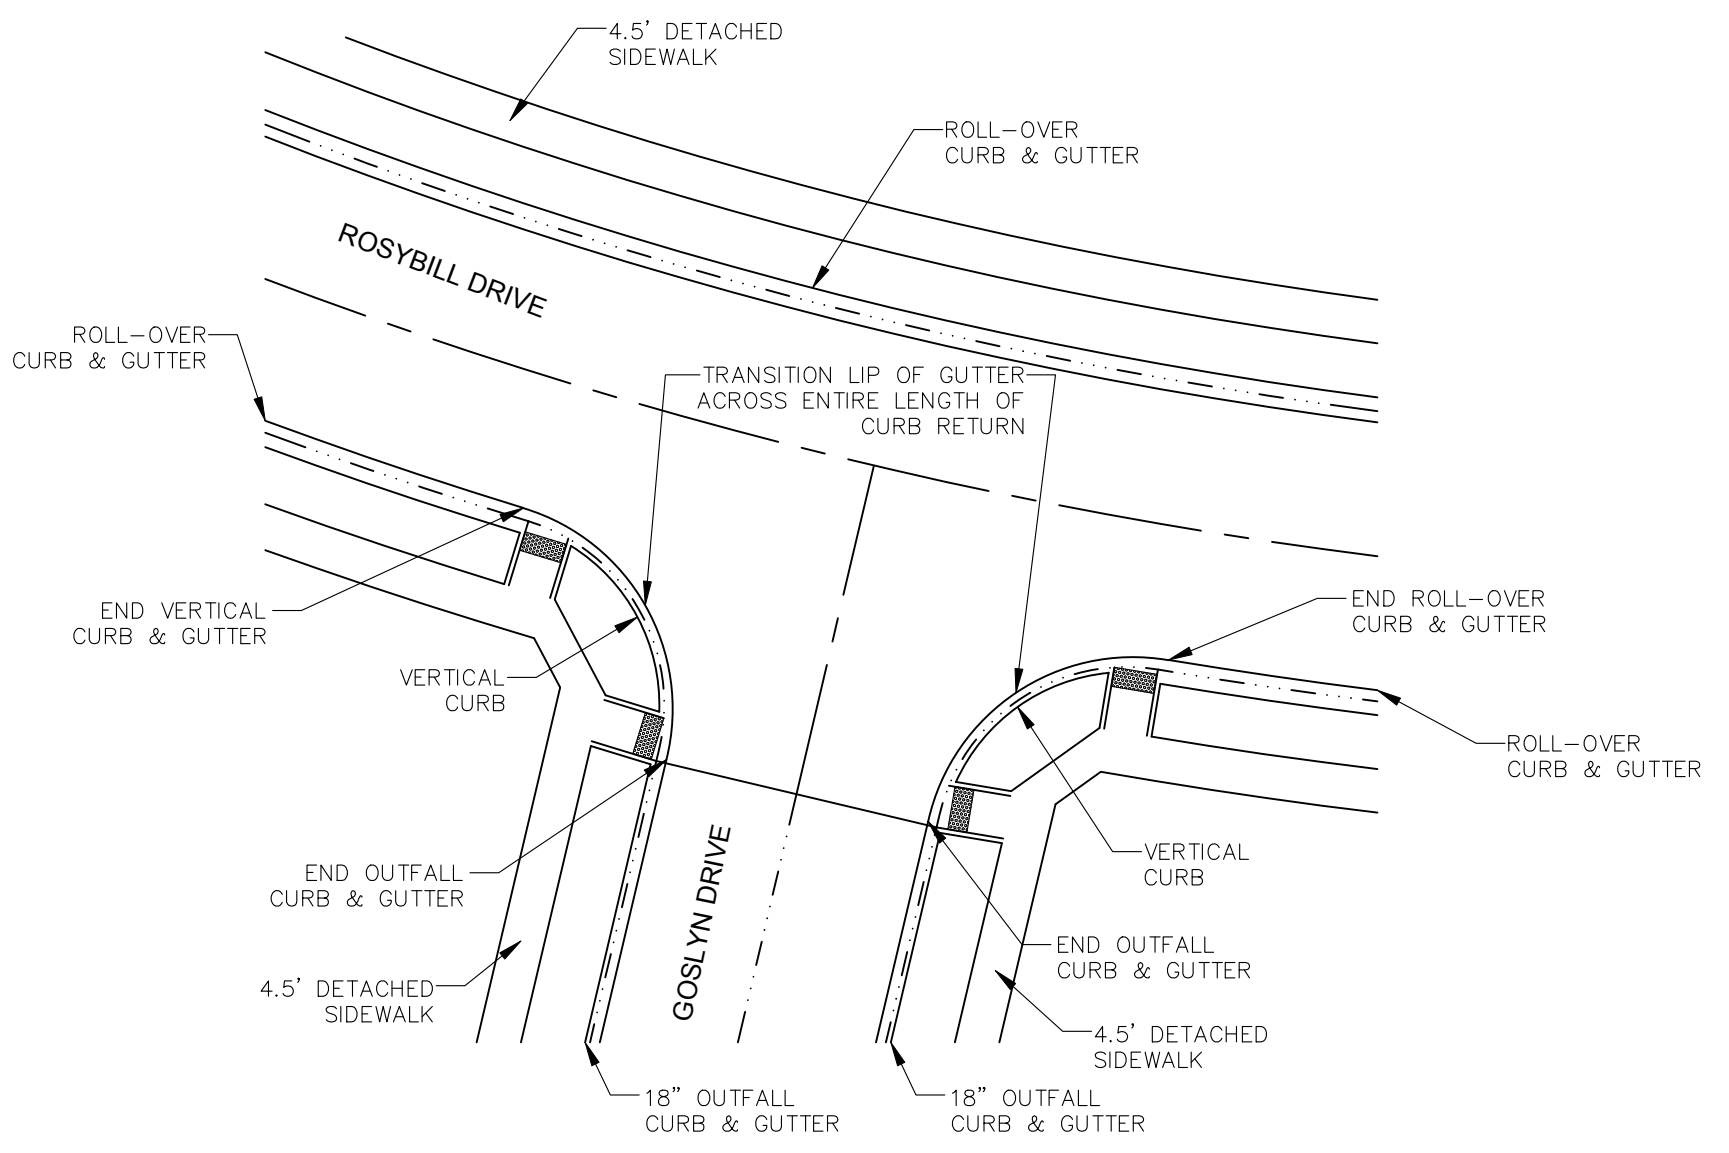 4.5' DETACHED
SIDEWALK
ROLL-OVER
CURB & GUTTER
ROSYBILL DRIVE
ROLL-OVER
CURB & GUTTER
TRANSITION LIP OF GUTTER
ACROSS ENTIRE LENGTH OF
CURB RETURN
END VERTICAL
CURB & GUTTER
END ROLL-OVER
CURB & GUTTER
VERTICAL
CURB
ROLL-OVER
CURB & GUTTER
END OUTFALL
CURB & GUTTER
GOSLYN DRIVE
VERTICAL
CURB
END OUTFALL
CURB & GUTTER
4.5' DETACHED
SIDEWALK
4.5' DETACHED
SIDEWALK
18" OUTFALL
CURB & GUTTER
18" OUTFALL
CURB & GUTTER